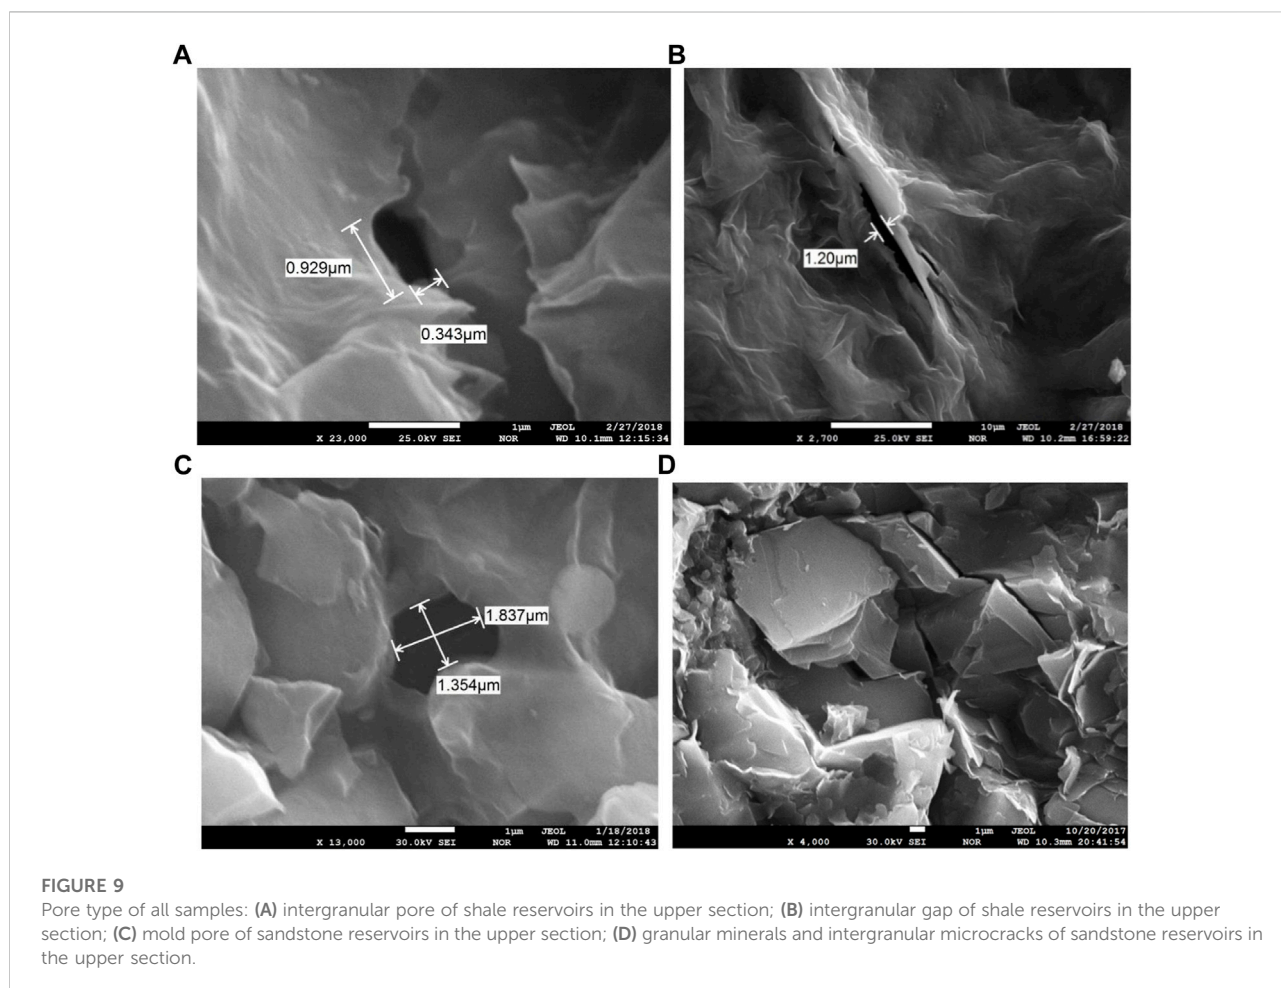 A
B
0.929µm
0.343µm
1.20µm
1µm JEOL 2/27/2018
X 23,000 25.0kV SEI NOR WD 10.1mm 12:15:34
10µm JEOL 2/27/2018
X 2,700 25.0kV SEI NOR WD 10.2mm 16:59:22
C
D
1.837µm
1.354µm
1µm JEOL 1/18/2018
X 13,000 30.0kV SEI NOR WD 11.0mm 12:10:43
1µm JEOL 10/20/2017
X 4,000 30.0kV SEI NOR WD 10.3mm 20:41:54
FIGURE 9
Pore type of all samples: (A) intergranular pore of shale reservoirs in the upper section; (B) intergranular gap of shale reservoirs in the upper
section; (C) mold pore of sandstone reservoirs in the upper section; (D) granular minerals and intergranular microcracks of sandstone reservoirs in
the upper section.